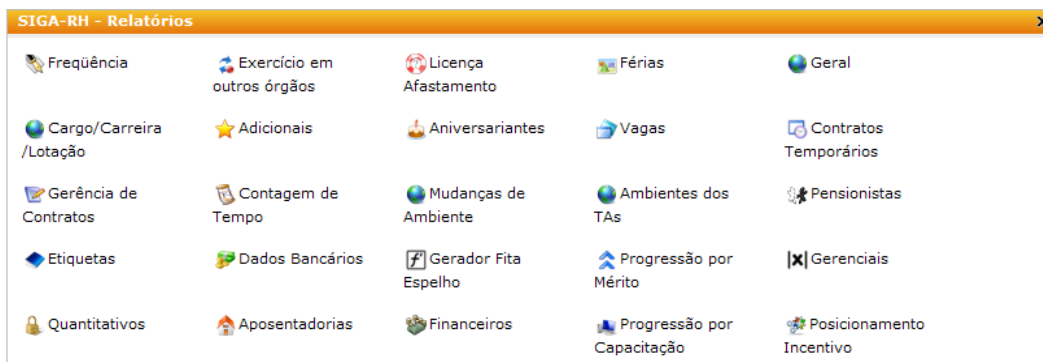 SIGA-RH - Relatórios x
Freqüência
Exercício em
outros órgãos
Licença
Afastamento
Férias
Geral
Cargo/Carreira
/Lotação
Adicionais
Aniversariantes
Vagas
Contratos
Temporários
Gerência de
Contratos
Contagem de
Tempo
Mudanças de
Ambiente
Ambientes dos
TAs
Pensionistas
Etiquetas
Dados Bancários
Gerador Fita
Espelho
Progressão por
Mérito
Gerenciais
Quantitativos
Aposentadorias
Financeiros
Progressão por
Capacitação
Posicionamento
Incentivo